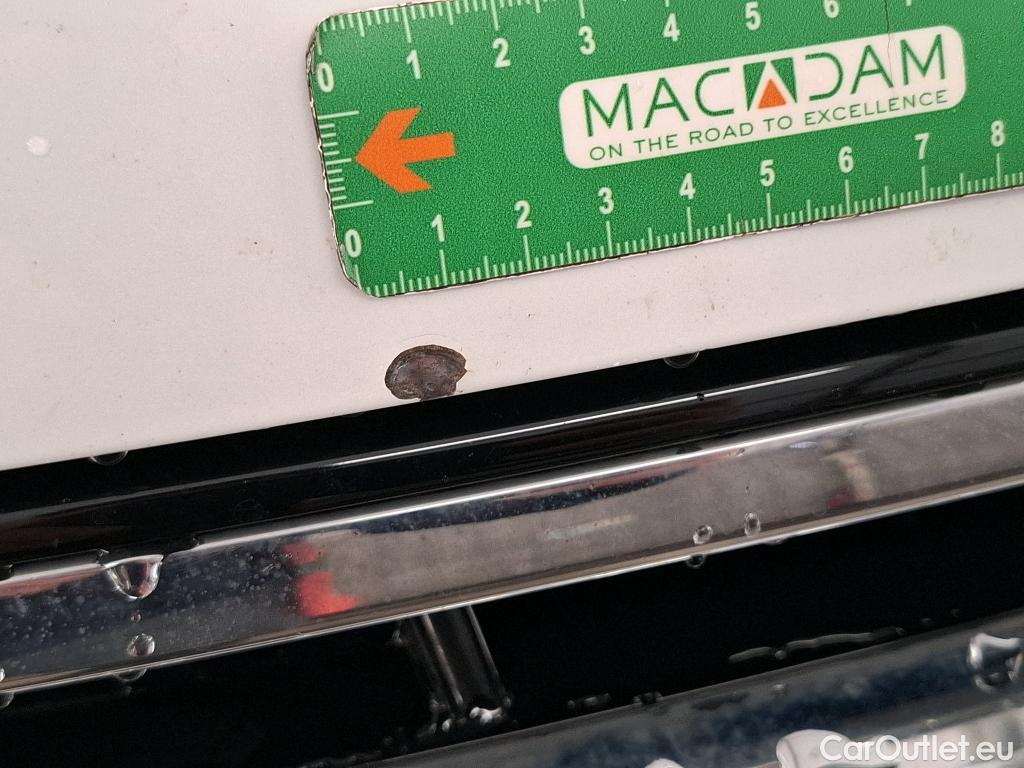 0 1 2 3 4 5 6
MACADAM
ON THE ROAD TO EXCELLENCE
0 1 2 3 4 5 6 7 8
CarOutlet.eu